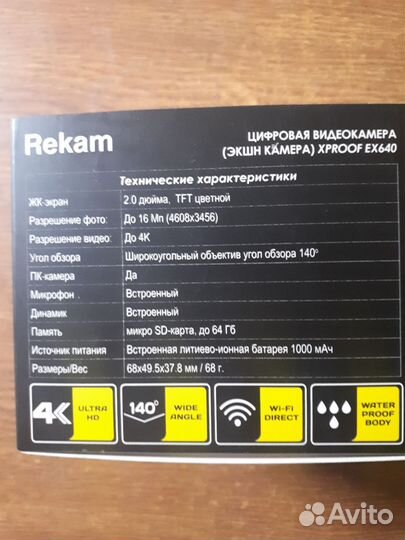 Rekam
ЦИФРОВАЯ ВИДЕОКАМЕРА
(ЭКШН КАМЕРА) XPROOF EX640
Технические характеристики
ЖК-экран 2.0 дюйма, TFT цветной
Разрешение фото: До 16 Мп (4608x3456)
Разрешение видео: До 4К
Угол обзора Широкоугольный объектив угол обзора 140°
ПК-камера Да
Микрофон Встроенный
Динамик Встроенный
Память микро SD-карта, до 64 Гб
Источник питания Встроенная литиево-ионная батарея 1000 мАч
Размеры/Вес 68x49.5x37.8 мм / 68 г.
4K ULTRA HD
140° WIDE ANGLE
WI-FI DIRECT
WATER PROOF BODY
Avito